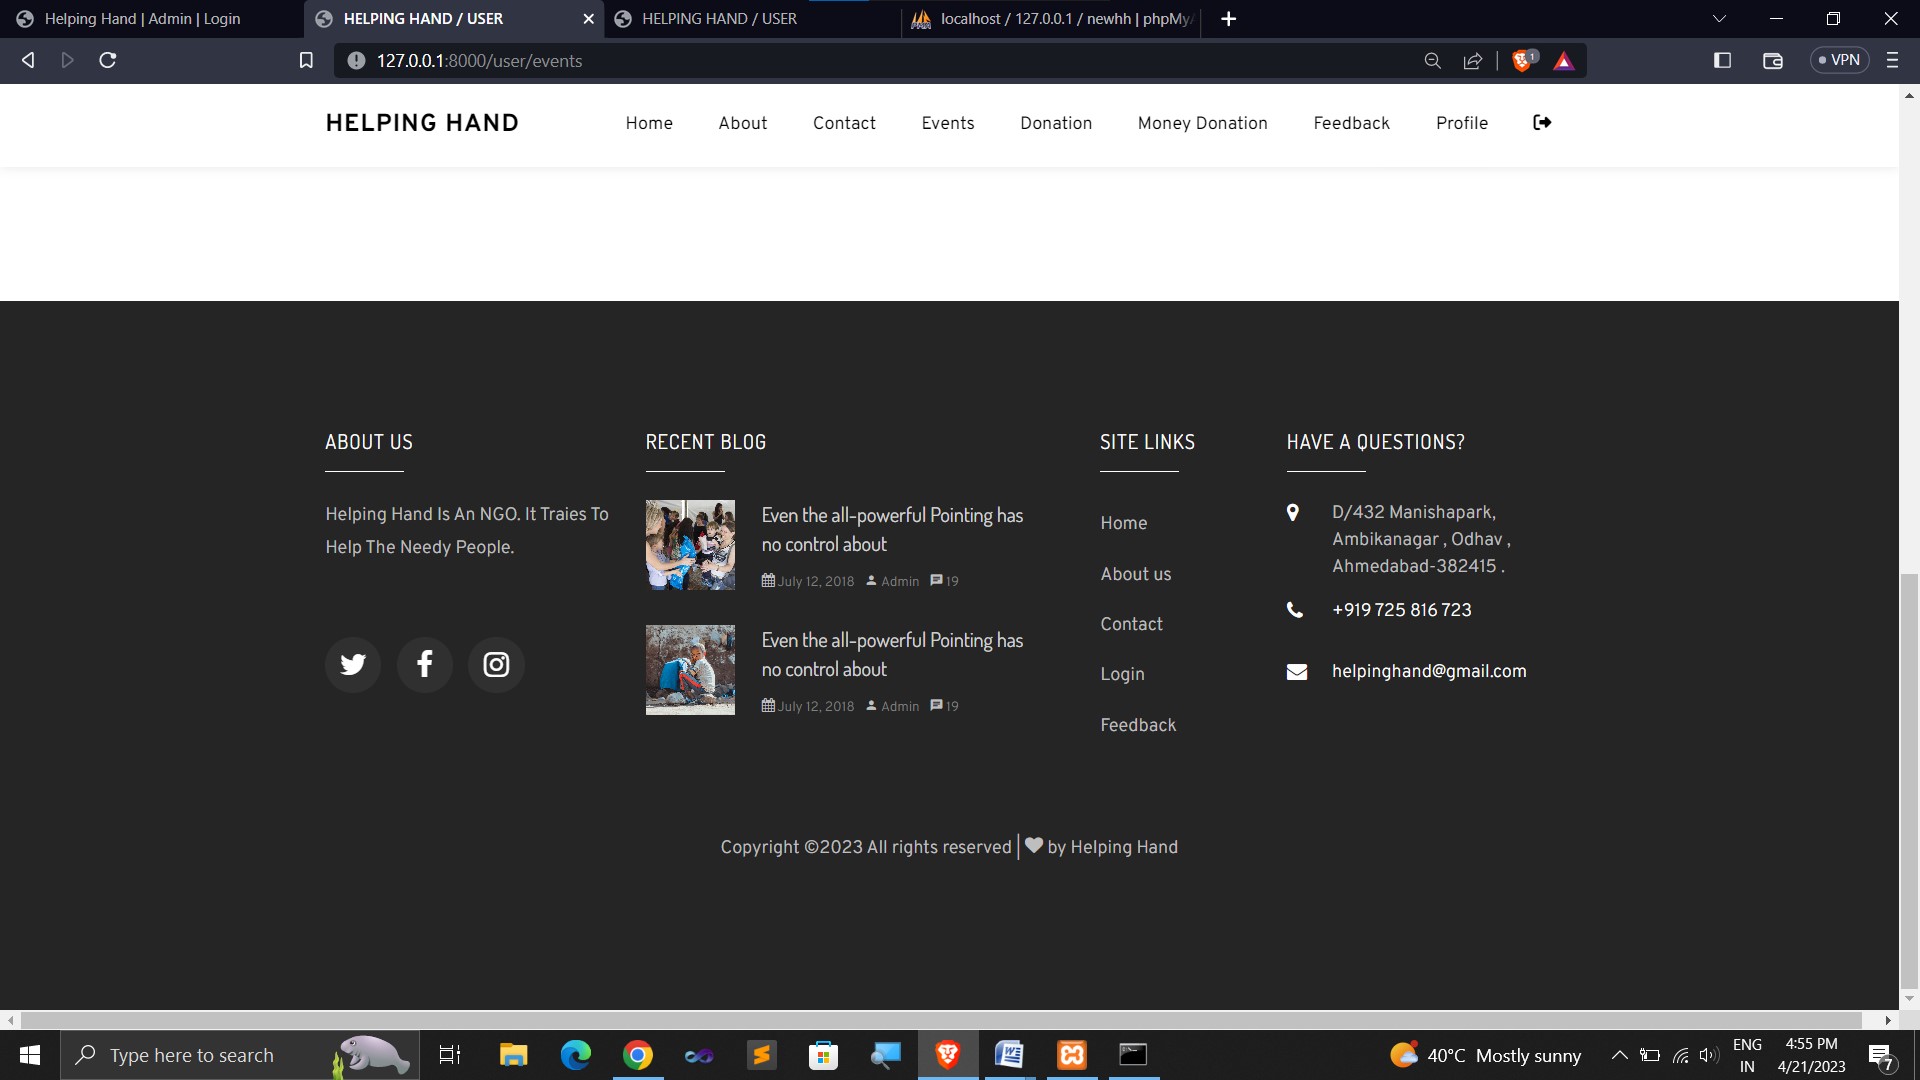 Helping Hand | Admin | Login
HELPING HAND / USER
HELPING HAND / USER
localhost / 127.0.0.1 / newhh | phpMyA
127.0.0.1:8000/user/events
1
VPN
HELPING HAND
Home
About
Contact
Events
Donation
Money Donation
Feedback
Profile
ABOUT US
Helping Hand Is An NGO. It Traies To
Help The Needy People.
RECENT BLOG
Even the all-powerful Pointing has
no control about
July 12, 2018 Admin 19
Even the all-powerful Pointing has
no control about
July 12, 2018 Admin 19
SITE LINKS
Home
About us
Contact
Login
Feedback
HAVE A QUESTIONS?
D/432 Manishapark,
Ambikanagar , Odhav ,
Ahmedabad-382415 .
+919 725 816 723
helpinghand@gmail.com
Copyright ©2023 All rights reserved | by Helping Hand
Type here to search
40°C Mostly sunny
ENG
IN
4:55 PM
4/21/2023
7